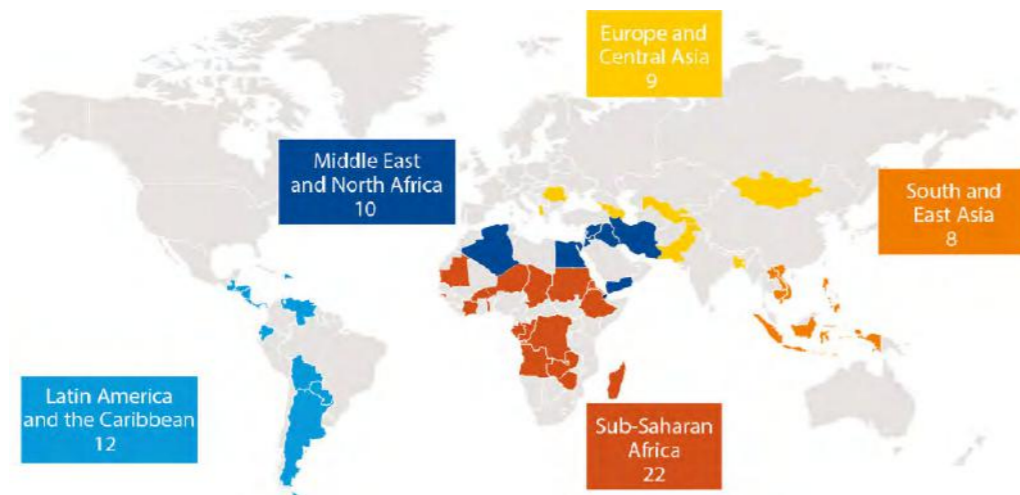 Europe and
Central Asia
9
Middle East
and North Africa
10
South and
East Asia
8
Latin America
and the Caribbean
12
Sub-Saharan
Africa
22